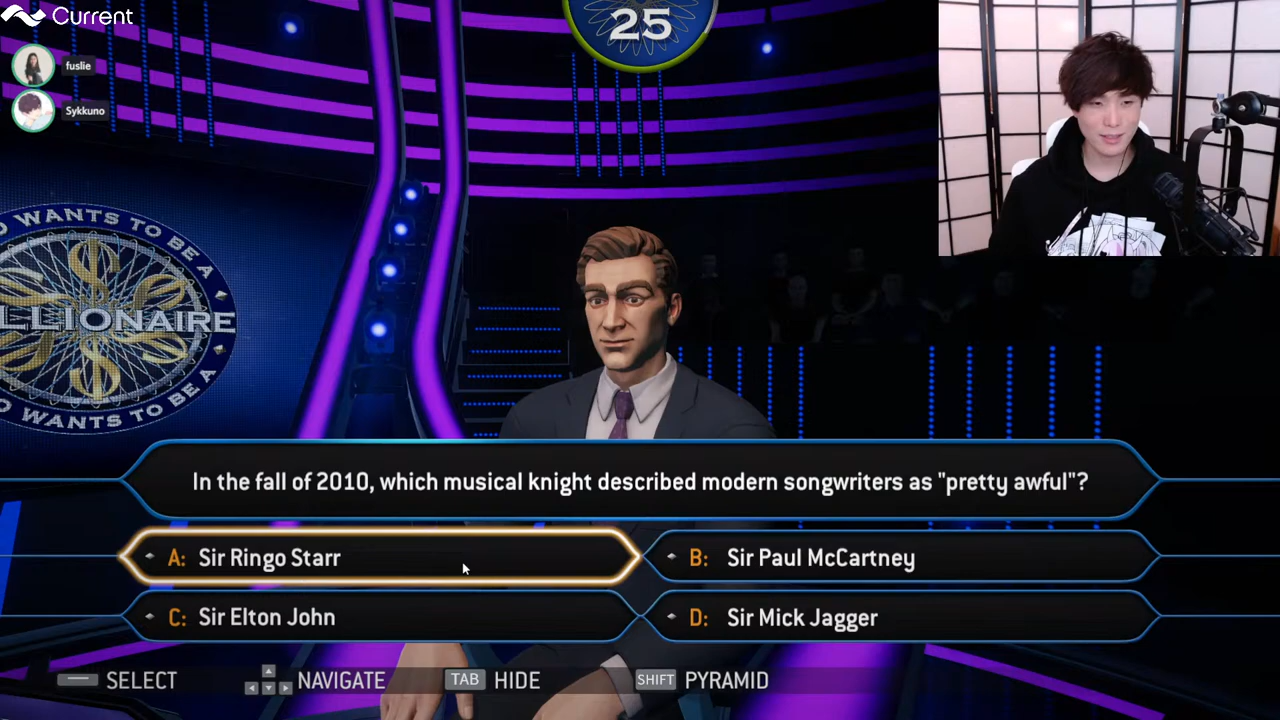 Current
25
fuslie
Sykkuno
O WANTS TO BE A
LLIONAIRE
O WANTS TO BE A
In the fall of 2010, which musical knight described modern songwriters as "pretty awful"?
A: Sir Ringo Starr
B: Sir Paul McCartney
C: Sir Elton John
D: Sir Mick Jagger
SELECT
NAVIGATE
TAB HIDE
SHIFT PYRAMID